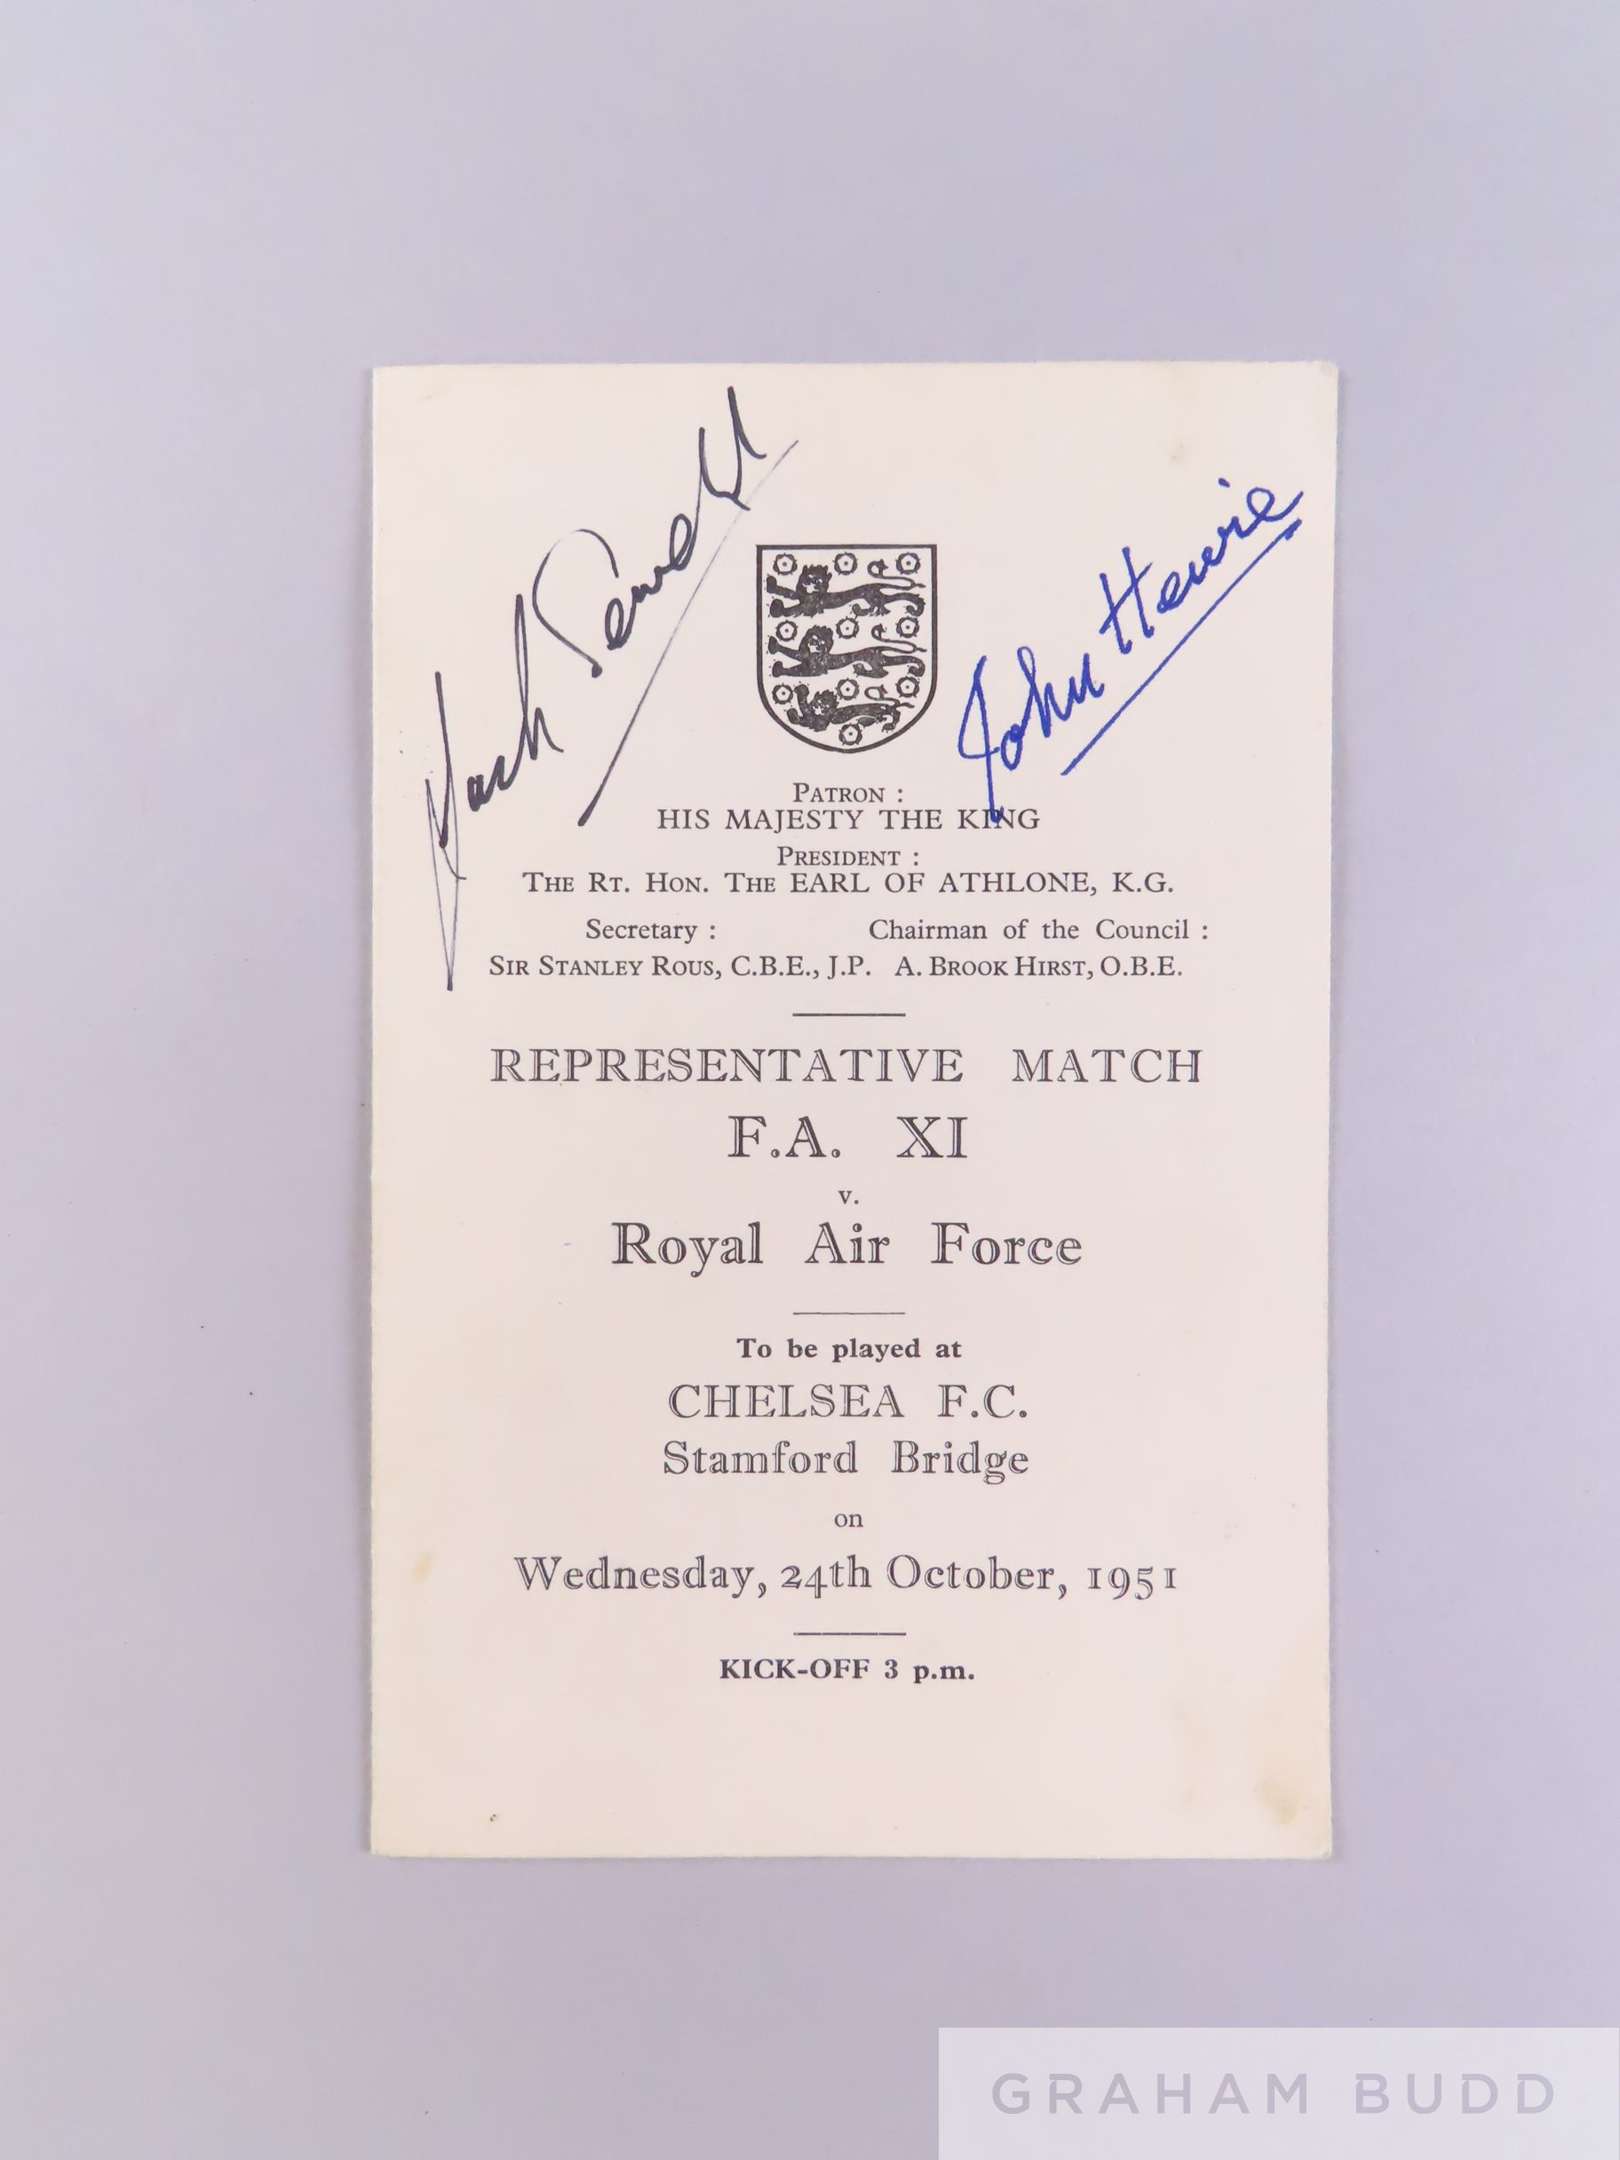 Jack Sewell
John Hewie
PATRON :
HIS MAJESTY THE KING
PRESIDENT :
THE RT. HON. THE EARL OF ATHLONE, K.G.
Secretary : Chairman of the Council :
SIR STANLEY ROUS, C.B.E., J.P. A. BROOK HIRST, O.B.E.
REPRESENTATIVE MATCH
F.A. XI
v.
Royal Air Force
To be played at
CHELSEA F.C.
Stamford Bridge
on
Wednesday, 24th October, 1951
KICK-OFF 3 p.m.
GRAHAM BUDD